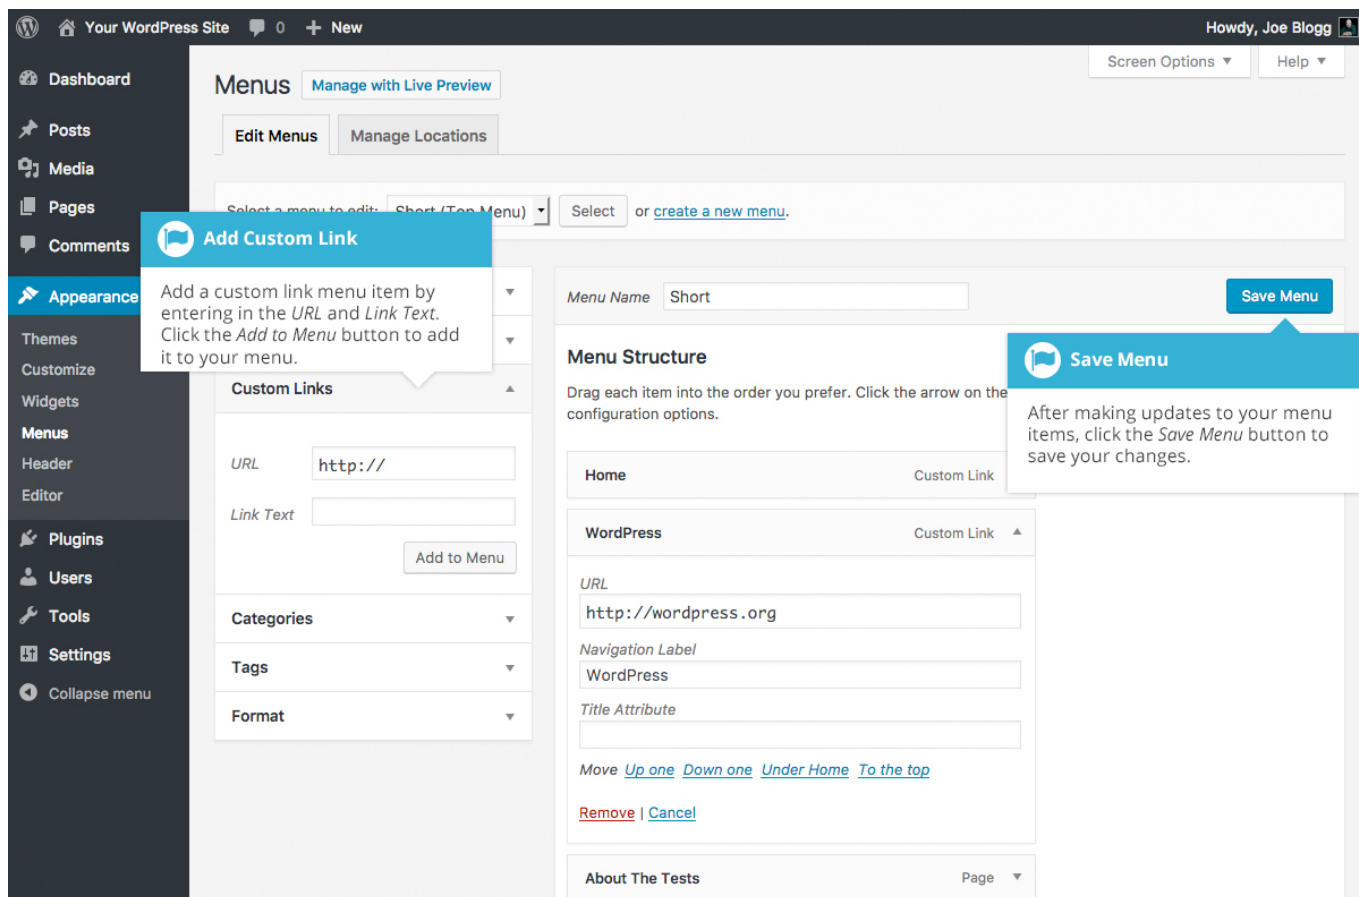 Your WordPress Site 0 New
Howdy, Joe Blogg
Dashboard
Posts
Media
Pages
Comments
Appearance
Themes
Customize
Widgets
Menus
Header
Editor
Plugins
Users
Tools
Settings
Collapse menu
Screen Options
Help
Menus
Manage with Live Preview
Edit Menus
Manage Locations
Select a menu to edit: Short (Top Menu) Select or create a new menu.
Add Custom Link
Add a custom link menu item by
entering in the URL and Link Text.
Click the Add to Menu button to add
it to your menu.
Custom Links
URL http://
Link Text
Add to Menu
Categories
Tags
Format
Menu Name Short
Save Menu
Menu Structure
Drag each item into the order you prefer. Click the arrow on the
configuration options.
Save Menu
After making updates to your menu
items, click the Save Menu button to
save your changes.
Home Custom Link
WordPress Custom Link
URL
http://wordpress.org
Navigation Label
WordPress
Title Attribute
Move Up one Down one Under Home To the top
Remove | Cancel
About The Tests Page